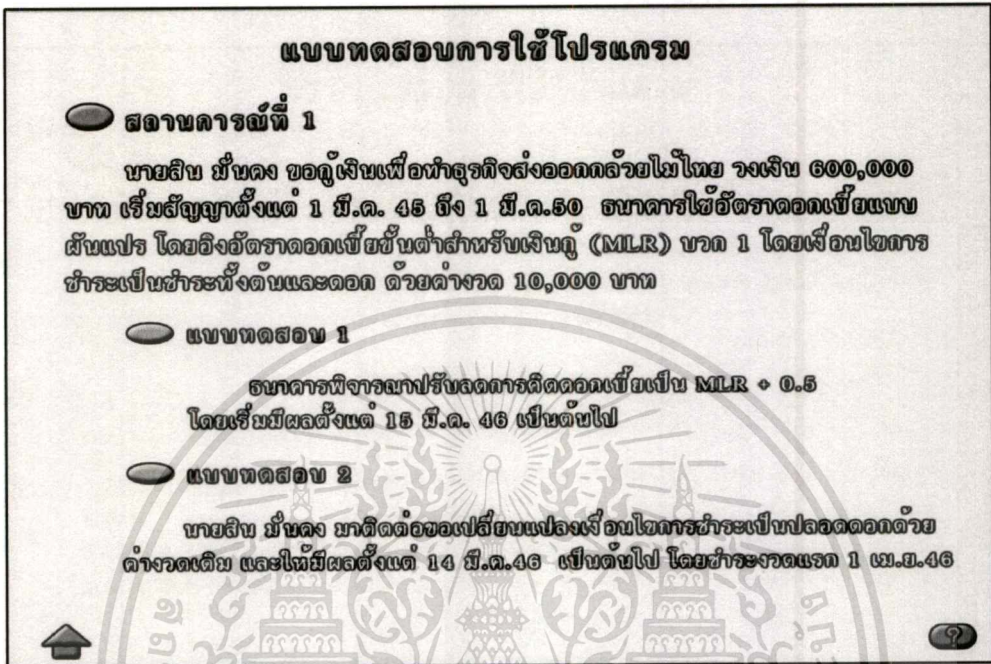 แบบทดสอบการใช้โปรแกรม
สถานการณ์ที่ 1
นายสิน มั่นคง ขอกู้เงินเพื่อทำธุรกิจส่งออกกล้วยไม้ไทย วงเงิน 600,000
บาท เริ่มสัญญาตั้งแต่ 1 มี.ค. 45 ถึง 1 มี.ค.50 ธนาคารใช้อัตราดอกเบี้ยแบบ
ผันแปร โดยอิงอัตราดอกเบี้ยขั้นต่ำสำหรับเงินกู้ (MLR) บวก 1 โดยเงื่อนไขการ
ชำระเป็นชำระทั้งต้นและดอก ด้วยค่างวด 10,000 บาท
แบบทดสอบ 1
ธนาคารพิจารณาปรับลดการคิดดอกเบี้ยเป็น MLR + 0.5
โดยเริ่มมีผลตั้งแต่ 15 มี.ค. 46 เป็นต้นไป
แบบทดสอบ 2
นายสิน มั่นคง มาติดต่อขอเปลี่ยนแปลงเงื่อนไขการชำระเป็นปลอดดอกด้วย
ค่างวดเดิม และให้มีผลตั้งแต่ 14 มี.ค.46 เป็นต้นไป โดยชำระงวดแรก 1 เม.ย.46
?